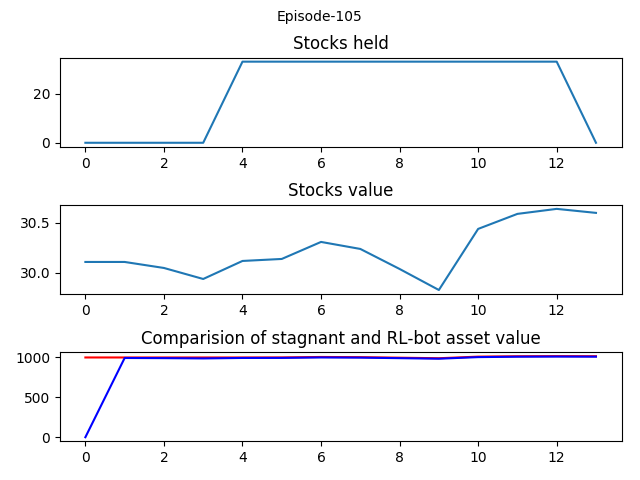 Episode-105
Stocks held
20
0
0 2 4 6 8 10 12
Stocks value
30.5
30.0
0 2 4 6 8 10 12
Comparision of stagnant and RL-bot asset value
1000
500
0
0 2 4 6 8 10 12